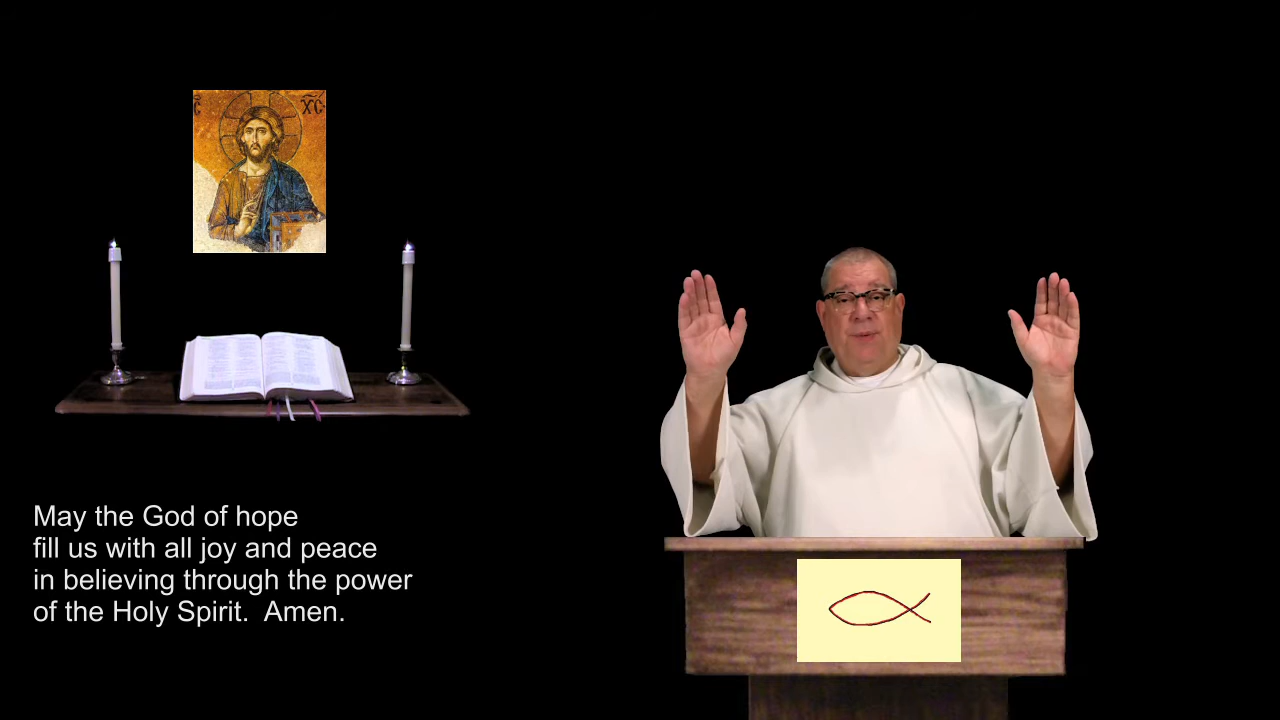 ΧC
May the God of hope
fill us with all joy and peace
in believing through the power
of the Holy Spirit.  Amen.